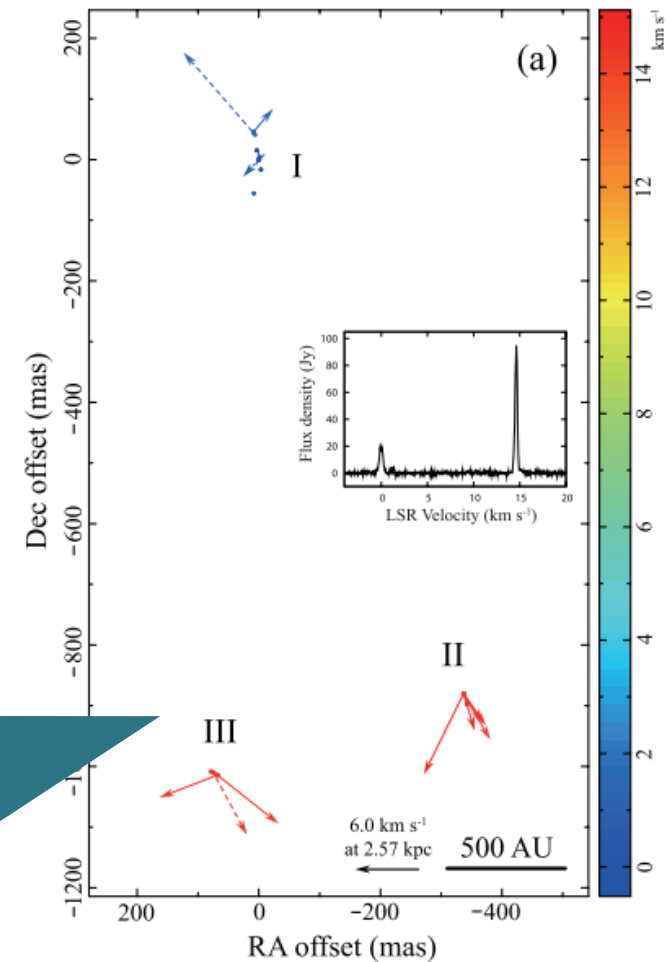 (a)
I
II
III
200
0
−200
−400
−600
−800
−1200
Dec offset (mas)
200
0
−200
−400
RA offset (mas)
100
80
60
40
20
0
Flux density (Jy)
0
5
10
15
20
LSR Velocity (km s⁻¹)
6.0 km s⁻¹
at 2.57 kpc
500 AU
km s⁻¹
14
12
10
8
6
4
2
0